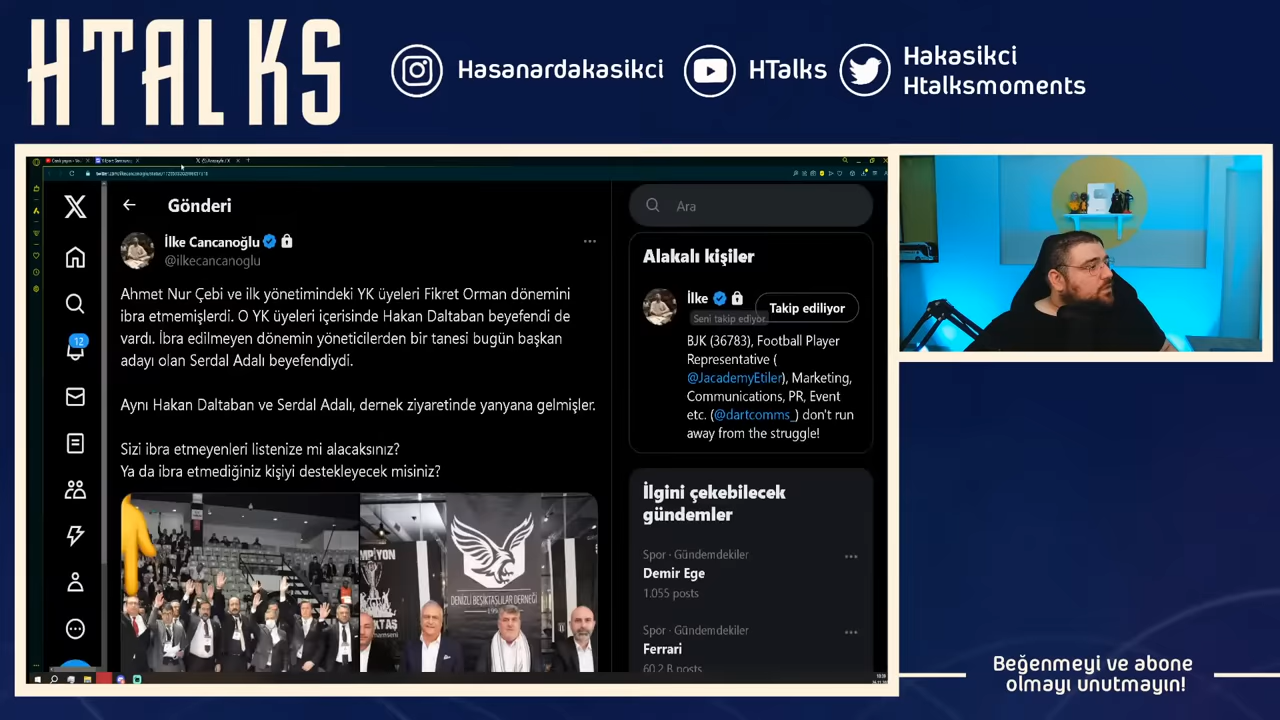 HTALKS
Hasanardakasikci
HTalks
Hakasikci
Htalksmoments
Gönderi
İlke Cancanoğlu
@ilkecancanoglu
Ahmet Nur Çebi ve ilk yönetimindeki YK üyeleri Fikret Orman dönemini
ibra etmemişlerdi. O YK üyeleri içerisinde Hakan Daltaban beyefendi de
vardı. İbra edilmeyen dönemin yöneticilerden bir tanesi bugün başkan
adayı olan Serdal Adalı beyefendiydi.
Aynı Hakan Daltaban ve Serdal Adalı, dernek ziyaretinde yanyana gelmişler.
Sizi ibra etmeyenleri listenize mi alacaksınız?
Ya da ibra etmediğiniz kişiyi destekleyecek misiniz?
DENİZLİ BEŞİKTAŞLILAR DERNEĞİ
12
Ara
Alakalı kişiler
İlke
Takip ediliyor
Seni takip ediyor
BJK (36783), Football Player
Representative (
@JacademyEtiler), Marketing,
Communications, PR, Event
etc. (@dartcomms_) don't run
away from the struggle!
İlgini çekebilecek
gündemler
Spor · Gündemdekiler
Demir Ege
1.055 posts
Spor · Gündemdekiler
Ferrari
60,2 B posts
Beğenmeyi ve abone
olmayı unutmayın!